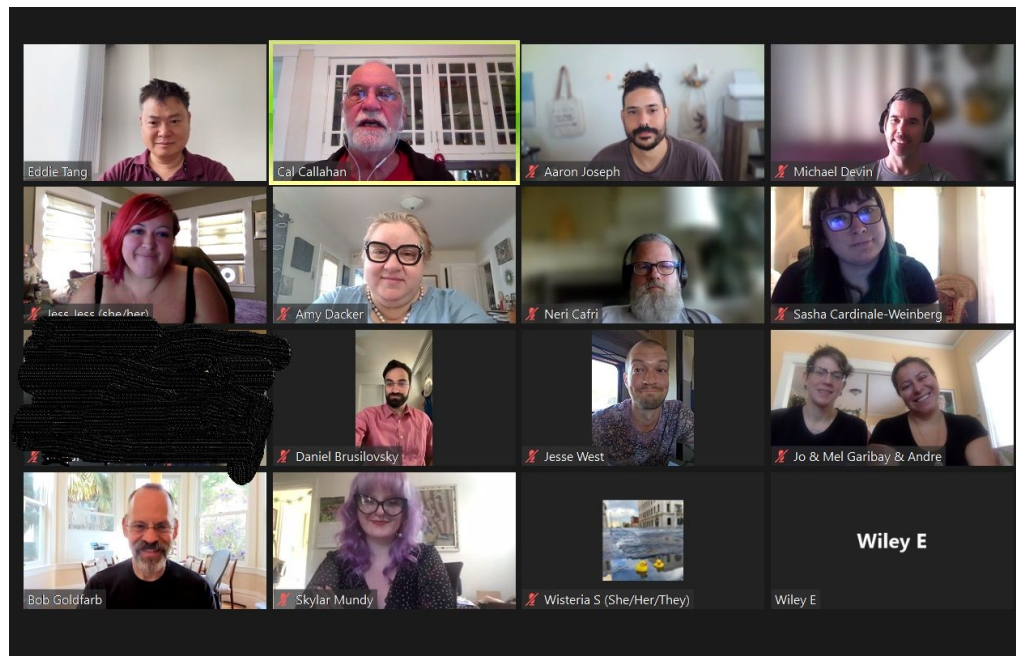 Eddie Tang
Cal Callahan
Aaron Joseph
Michael Devin
Jess Jess (she/her)
Amy Dacker
Neri Cafri
Sasha Cardinale-Weinberg
Daniel Brusilovsky
Jesse West
Jo & Mel Garibay & Andre
Bob Goldfarb
Skylar Mundy
Wisteria S (She/Her/They)
Wiley E
Wiley E